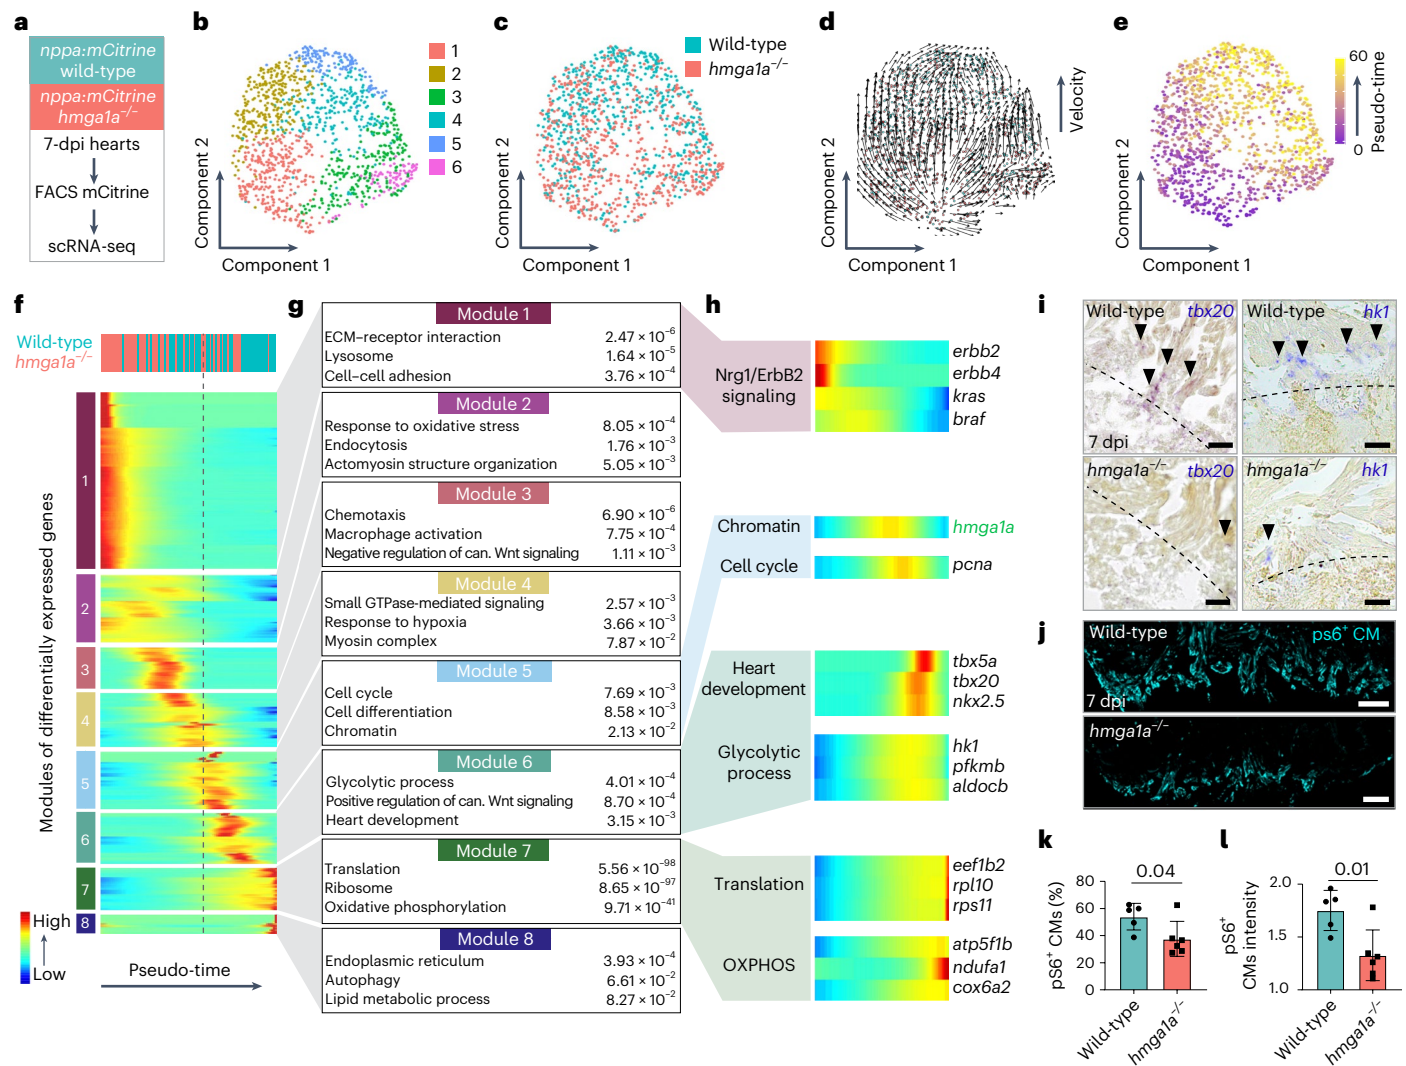 a
nppa:mCitrine
wild-type
nppa:mCitrine
hmga1a−/−
7-dpi hearts
FACS mCitrine
scRNA-seq
b
Component 2
Component 1
1
2
3
4
5
6
c
Component 2
Component 1
Wild-type
hmga1a−/−
d
Component 2
Component 1
Velocity
e
Component 2
Component 1
60
0
Pseudo-time
f
Wild-type
hmga1a−/−
Modules of differentially expressed genes
1
2
3
4
5
6
7
8
High
Low
Pseudo-time
g
Module 1
ECM–receptor interaction 2.47 × 10−6
Lysosome 1.64 × 10−5
Cell–cell adhesion 3.76 × 10−4
Module 2
Response to oxidative stress 8.05 × 10−4
Endocytosis 1.76 × 10−3
Actomyosin structure organization 5.05 × 10−3
Module 3
Chemotaxis 6.90 × 10−6
Macrophage activation 7.75 × 10−4
Negative regulation of can. Wnt signaling 1.11 × 10−3
Module 4
Small GTPase-mediated signaling 2.57 × 10−3
Response to hypoxia 3.66 × 10−3
Myosin complex 7.87 × 10−2
Module 5
Cell cycle 7.69 × 10−3
Cell differentiation 8.58 × 10−3
Chromatin 2.13 × 10−2
Module 6
Glycolytic process 4.01 × 10−4
Positive regulation of can. Wnt signaling 8.70 × 10−4
Heart development 3.15 × 10−3
Module 7
Translation 5.56 × 10−98
Ribosome 8.65 × 10−97
Oxidative phosphorylation 9.71 × 10−41
Module 8
Endoplasmic reticulum 3.93 × 10−4
Autophagy 6.61 × 10−2
Lipid metabolic process 8.27 × 10−2
h
Nrg1/ErbB2
signaling
erbb2
erbb4
kras
braf
Chromatin
hmga1a
Cell cycle
pcna
Heart
development
tbx5a
tbx20
nkx2.5
Glycolytic
process
hk1
pfkmb
aldocb
Translation
eef1b2
rpl10
rps11
OXPHOS
atp5f1b
ndufa1
cox6a2
i
Wild-type tbx20
7 dpi
Wild-type hk1
hmga1a−/− tbx20
hmga1a−/− hk1
j
Wild-type ps6+ CM
7 dpi
hmga1a−/−
k
pS6+ CMs (%)
80
60
40
20
0
0.04
Wild-type
hmga1a−/−
l
pS6+
CMs intensity
2.0
1.5
1.0
0.01
Wild-type
hmga1a−/−